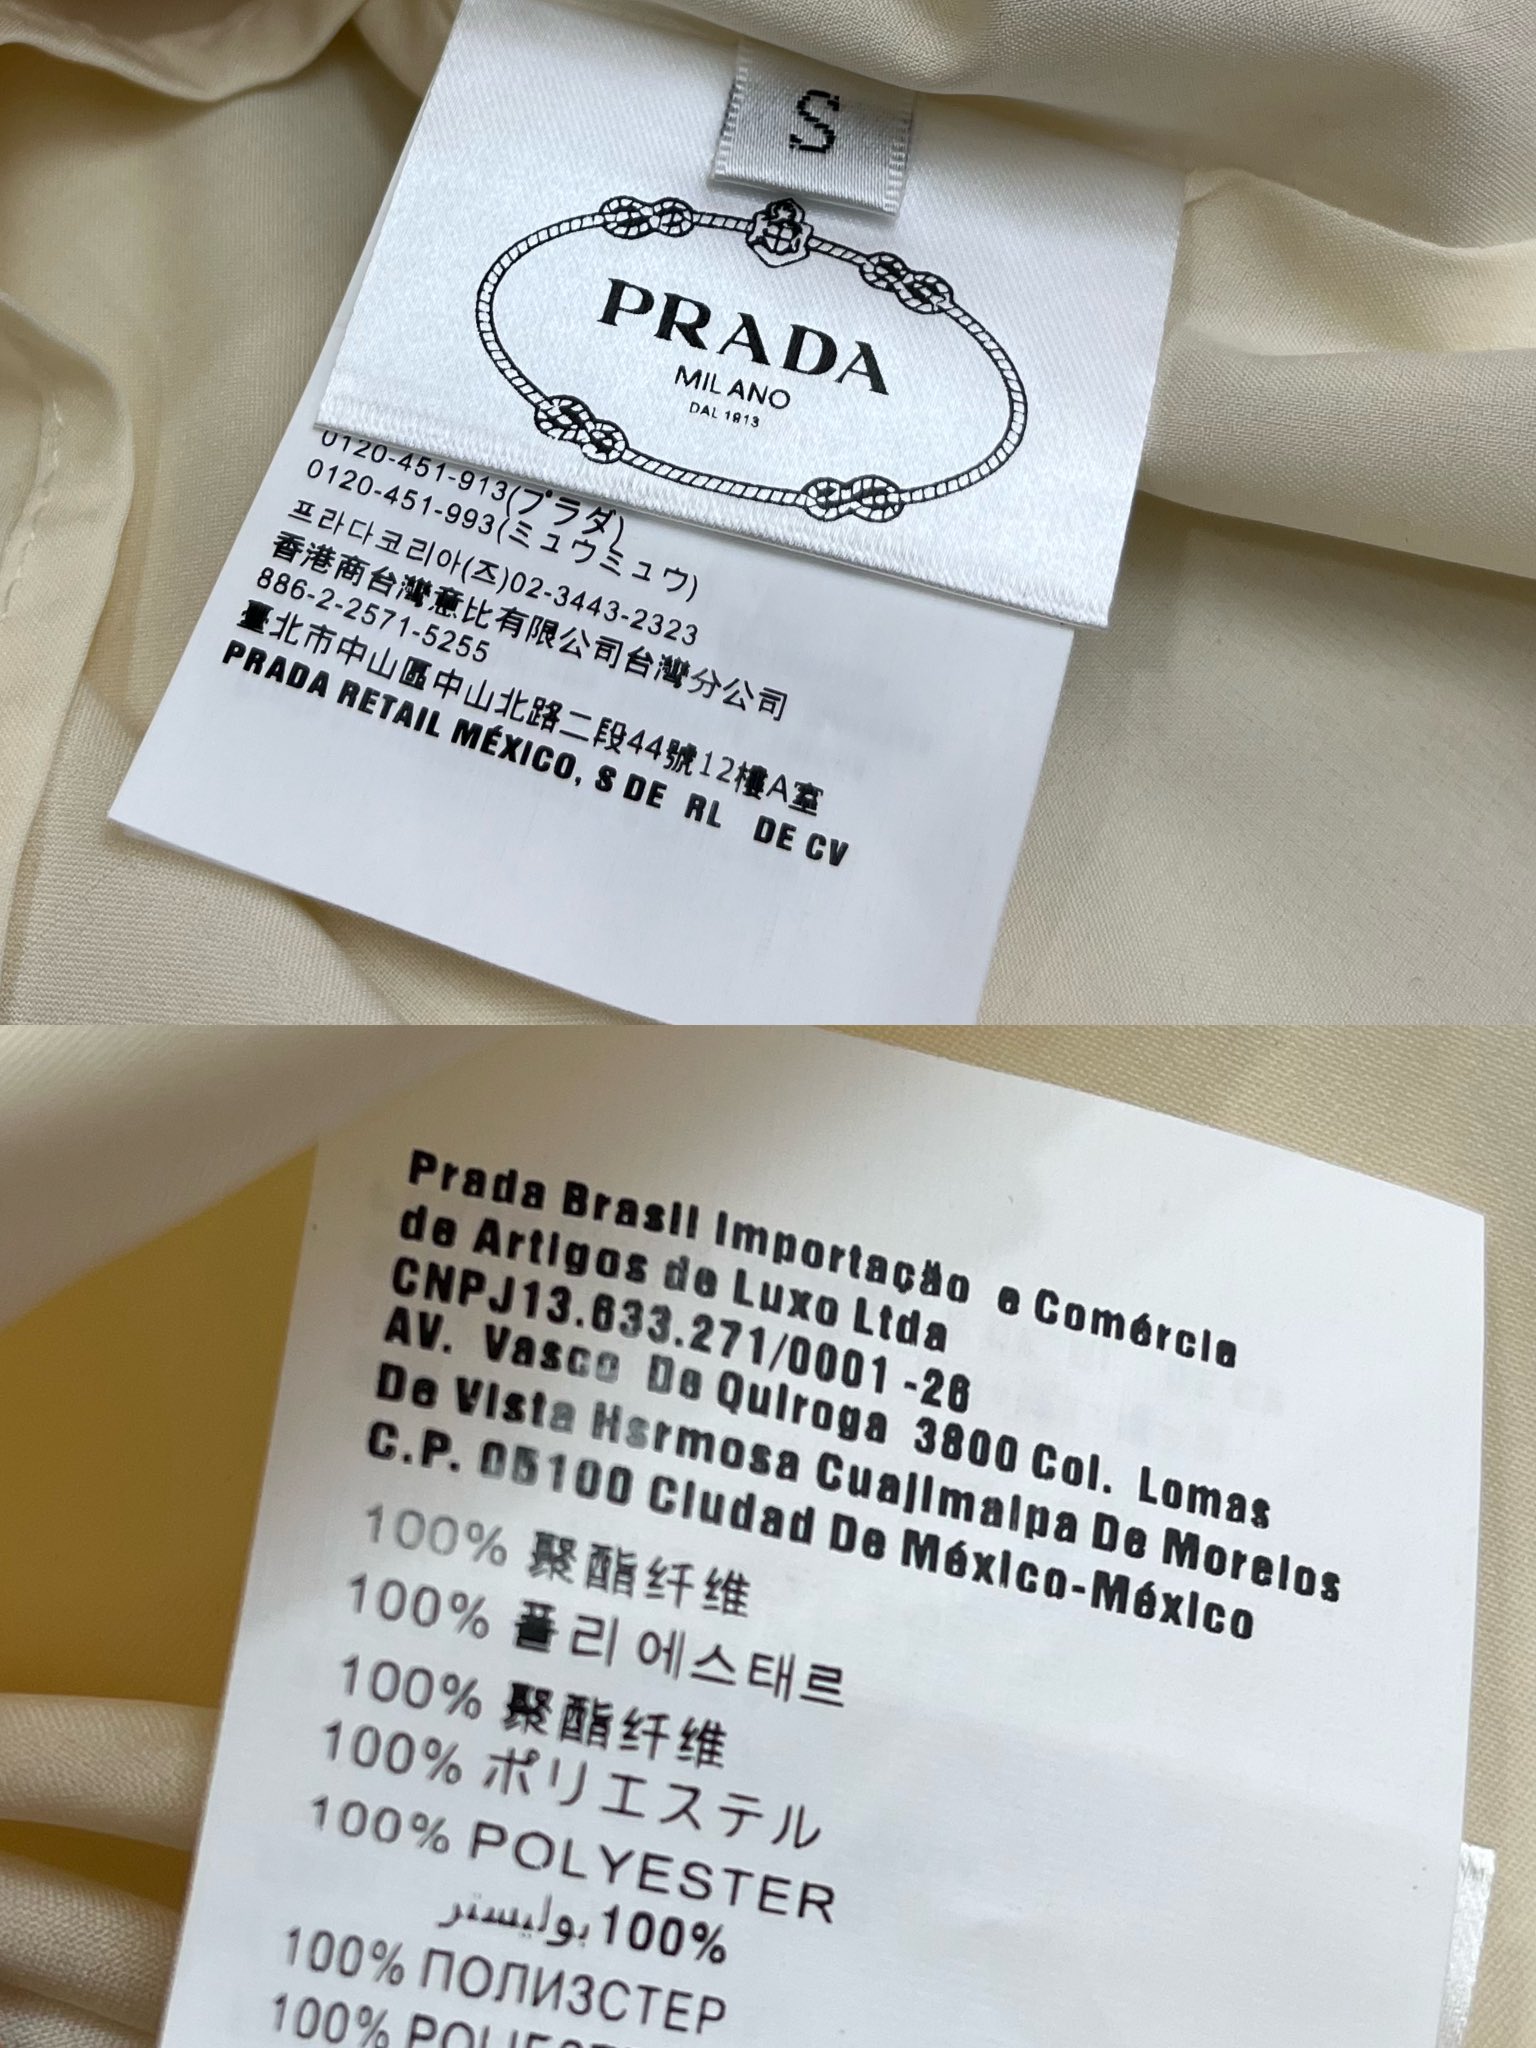 S
PRADA
MILANO
DAL 1913
0120-451-913(プラダ)
0120-451-993(ミュウミュウ)
프라다코리아(즈)02-3443-2323
香港商台灣意比有限公司台灣分公司
886-2-2571-5255
臺北市中山區中山北路二段44號12樓A室
PRADA RETAIL MÉXICO, S DE RL DE CV
Prada Brasil Importação e Comércie
de Artigos de Luxo Ltda
CNPJ13.633.271/0001-26
AV. Vasco De Quiroga 3800 Col. Lomas
De Vista Hsrmosa Cuajimalpa De Morelos
C.P. 05100 Ciudad De México-México
100% 聚酯纤维
100% 폴리에스태르
100% 聚酯纤维
100% ポリエステル
100% POLYESTER
100% بوليستر
100% ПОЛИЗСТЕР
100%